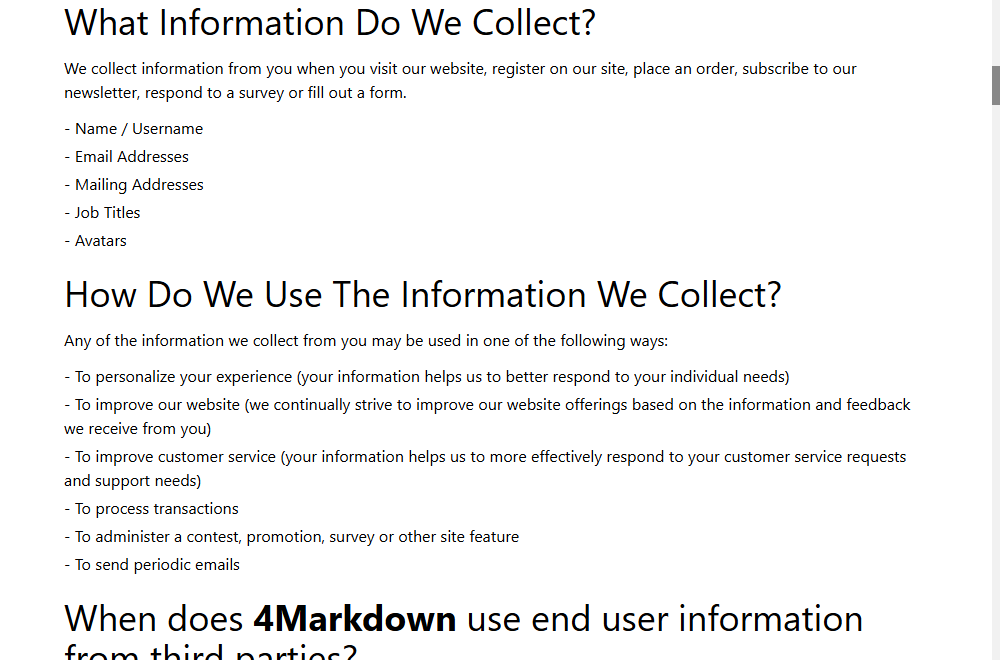 What Information Do We Collect?
We collect information from you when you visit our website, register on our site, place an order, subscribe to our
newsletter, respond to a survey or fill out a form.
- Name / Username
- Email Addresses
- Mailing Addresses
- Job Titles
- Avatars
How Do We Use The Information We Collect?
Any of the information we collect from you may be used in one of the following ways:
- To personalize your experience (your information helps us to better respond to your individual needs)
- To improve our website (we continually strive to improve our website offerings based on the information and feedback
we receive from you)
- To improve customer service (your information helps us to more effectively respond to your customer service requests
and support needs)
- To process transactions
- To administer a contest, promotion, survey or other site feature
- To send periodic emails
When does 4Markdown use end user information
from third parties?